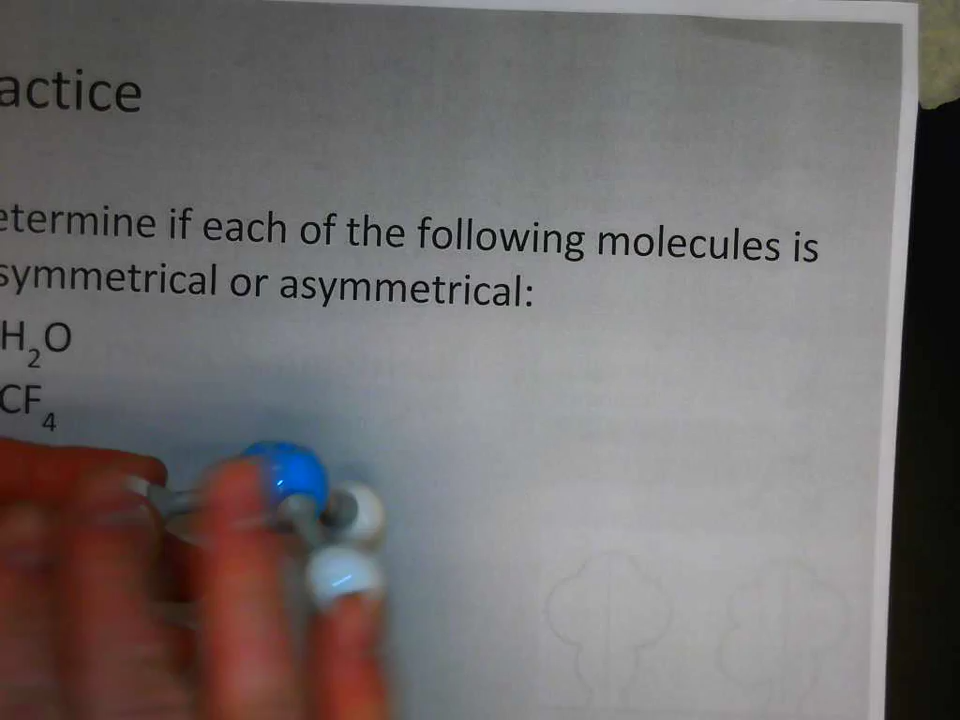 actice
etermine if each of the following molecules is
symmetrical or asymmetrical:
H₂O
CF₄